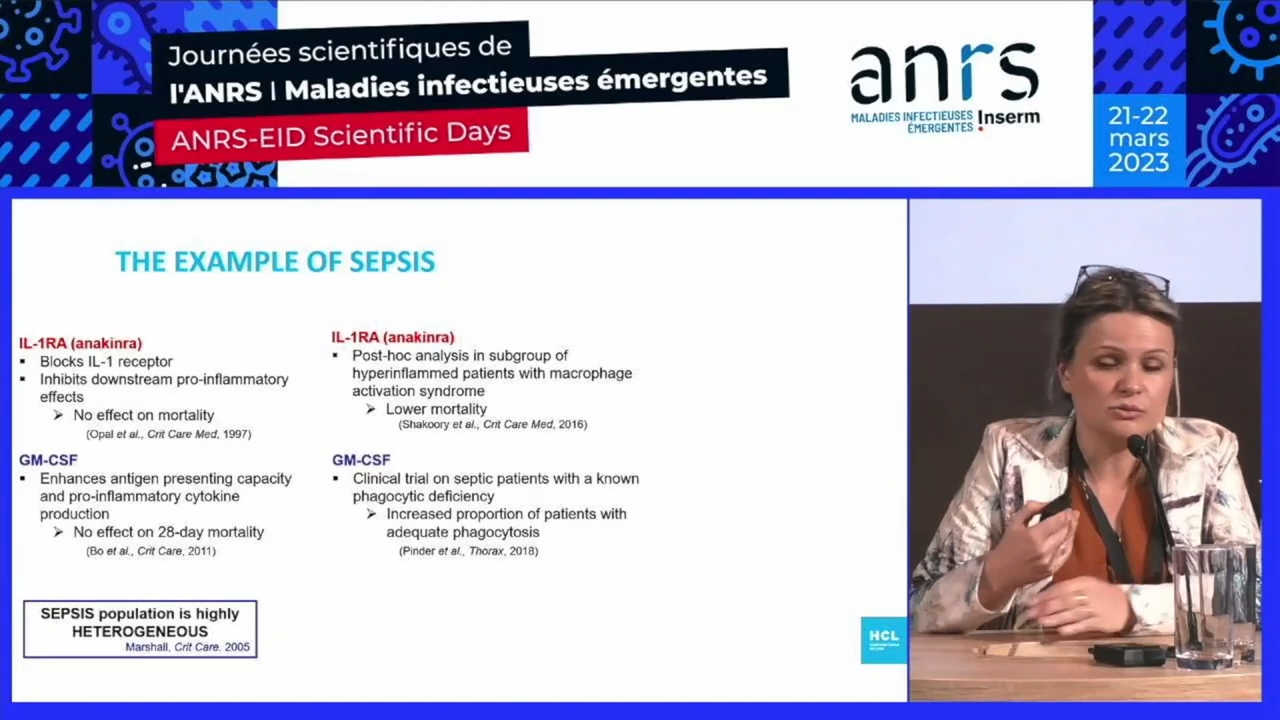 Journées scientifiques de
l'ANRS | Maladies infectieuses émergentes
ANRS-EID Scientific Days
anrs
MALADIES INFECTIEUSES
ÉMERGENTES
Inserm
21-22
mars
2023
THE EXAMPLE OF SEPSIS
IL-1RA (anakinra)
▪ Blocks IL-1 receptor
▪ Inhibits downstream pro-inflammatory
effects
➢ No effect on mortality
(Opal et al., Crit Care Med, 1997)
GM-CSF
▪ Enhances antigen presenting capacity
and pro-inflammatory cytokine
production
➢ No effect on 28-day mortality
(Bo et al., Crit Care, 2011)
SEPSIS population is highly
HETEROGENEOUS
Marshall, Crit Care, 2005
IL-1RA (anakinra)
▪ Post-hoc analysis in subgroup of
hyperinflammed patients with macrophage
activation syndrome
➢ Lower mortality
(Shakoory et al., Crit Care Med, 2016)
GM-CSF
▪ Clinical trial on septic patients with a known
phagocytic deficiency
➢ Increased proportion of patients with
adequate phagocytosis
(Pinder et al., Thorax, 2018)
HCL